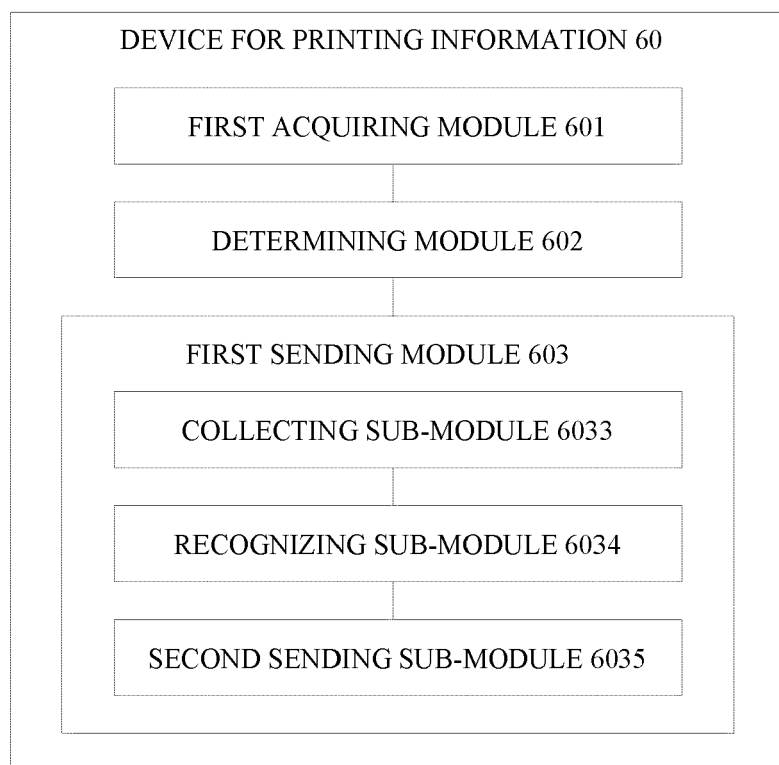 DEVICE FOR PRINTING INFORMATION 60
FIRST ACQUIRING MODULE 601
DETERMINING MODULE 602
FIRST SENDING MODULE 603
COLLECTING SUB-MODULE 6033
RECOGNIZING SUB-MODULE 6034
SECOND SENDING SUB-MODULE 6035